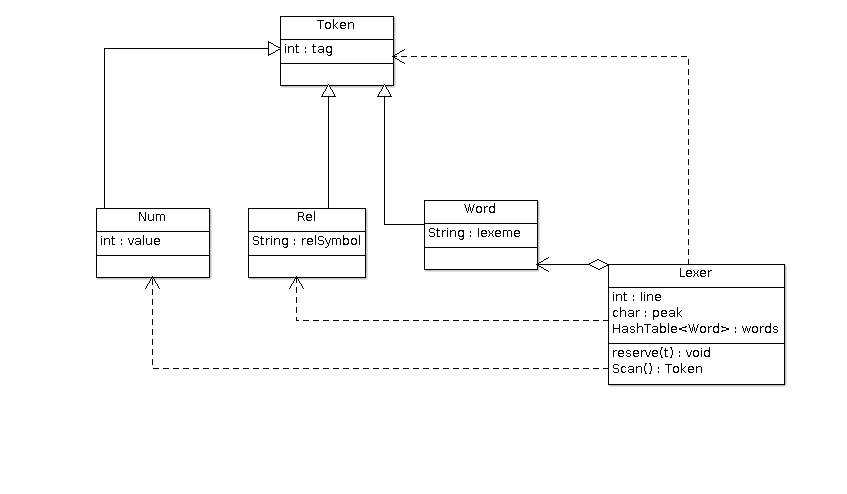 Token
int : tag
Num
int : value
Rel
String : relSymbol
Word
String : lexeme
Lexer
int : line
char : peak
HashTable<Word> : words
reserve(t) : void
Scan() : Token